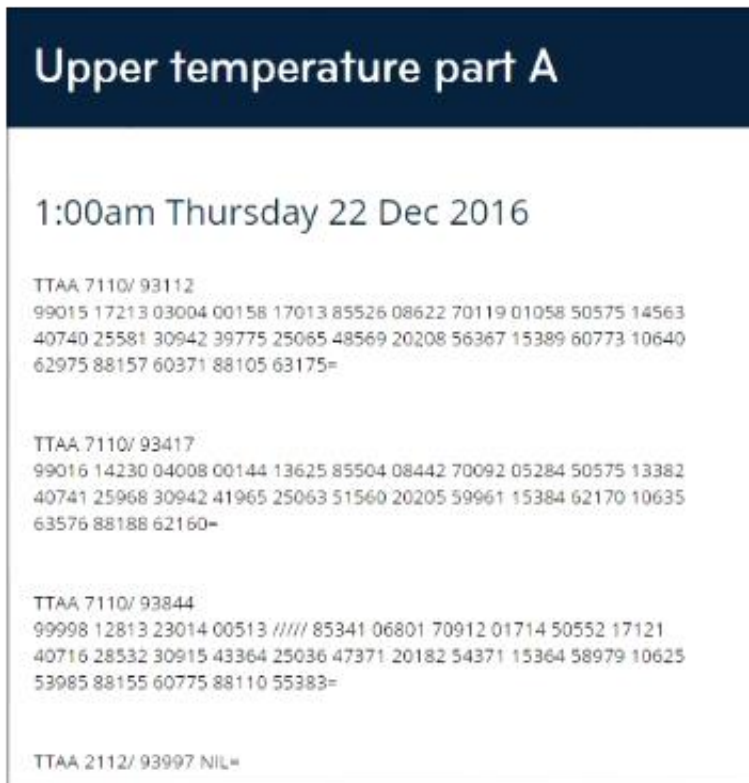 Upper temperature part A
1:00am Thursday 22 Dec 2016
TTAA 7110/ 93112
99015 17213 03004 00158 17013 85526 08622 70119 01058 50575 14563
40740 25581 30942 39775 25065 48569 20208 56367 15389 60773 10640
62975 88157 60371 88105 63175=
TTAA 7110/ 93417
99016 14230 04008 00144 13625 85504 08442 70092 05284 50575 13382
40741 25968 30942 41965 25063 51560 20205 59961 15384 62170 10635
63576 88188 62160=
TTAA 7110/ 93844
99998 12813 23014 00513 ///// 85341 06801 70912 01714 50552 17121
40716 28532 30915 43364 25036 47371 20182 54371 15364 58979 10625
53985 88155 60775 88110 55383=
TTAA 2112/ 93997 NIL=